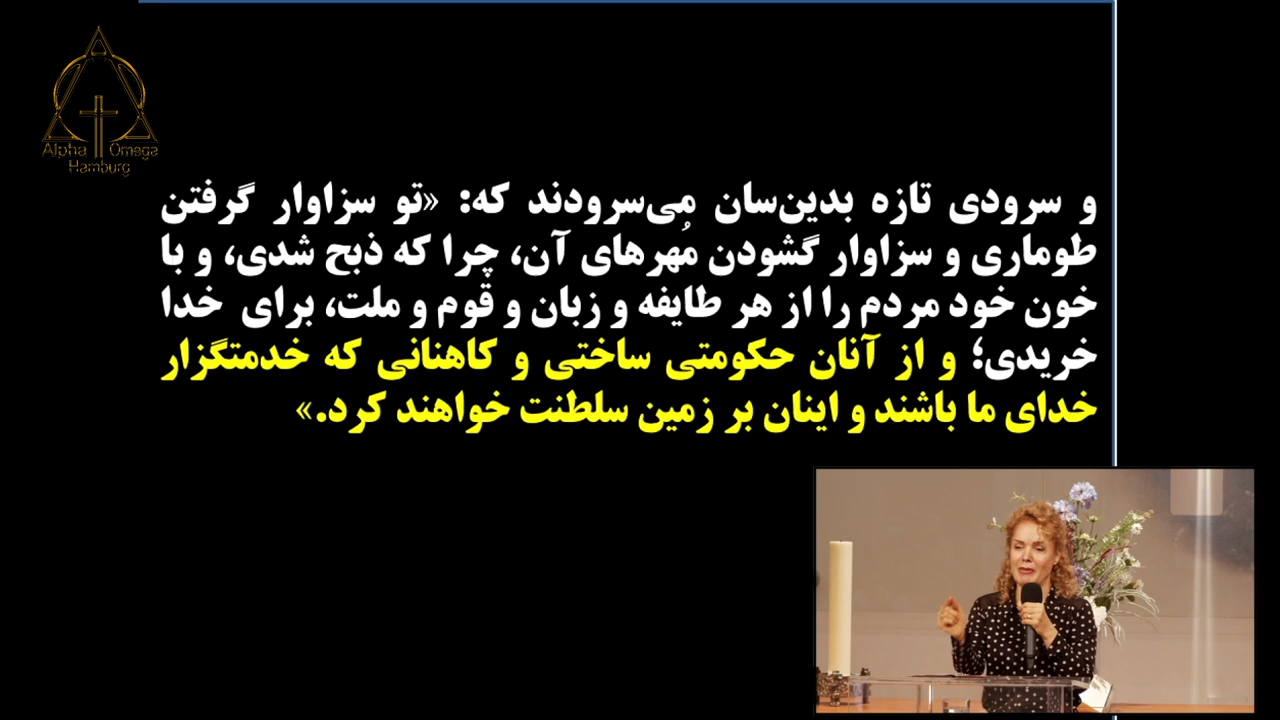 Alpha Omega
Hamburg
و سرودی تازه بدین‌سان می‌سرودند که: «تو سزاوار گرفتن
طوماری و سزاوار گشودن مُهرهای آن، چرا که ذبح شدی، و با
خون خود مردم را از هر طایفه و زبان و قوم و ملت، برای خدا
خریدی؛ و از آنان حکومتی ساختی و کاهنانی که خدمتگزار
خدای ما باشند و اینان بر زمین سلطنت خواهند کرد.»